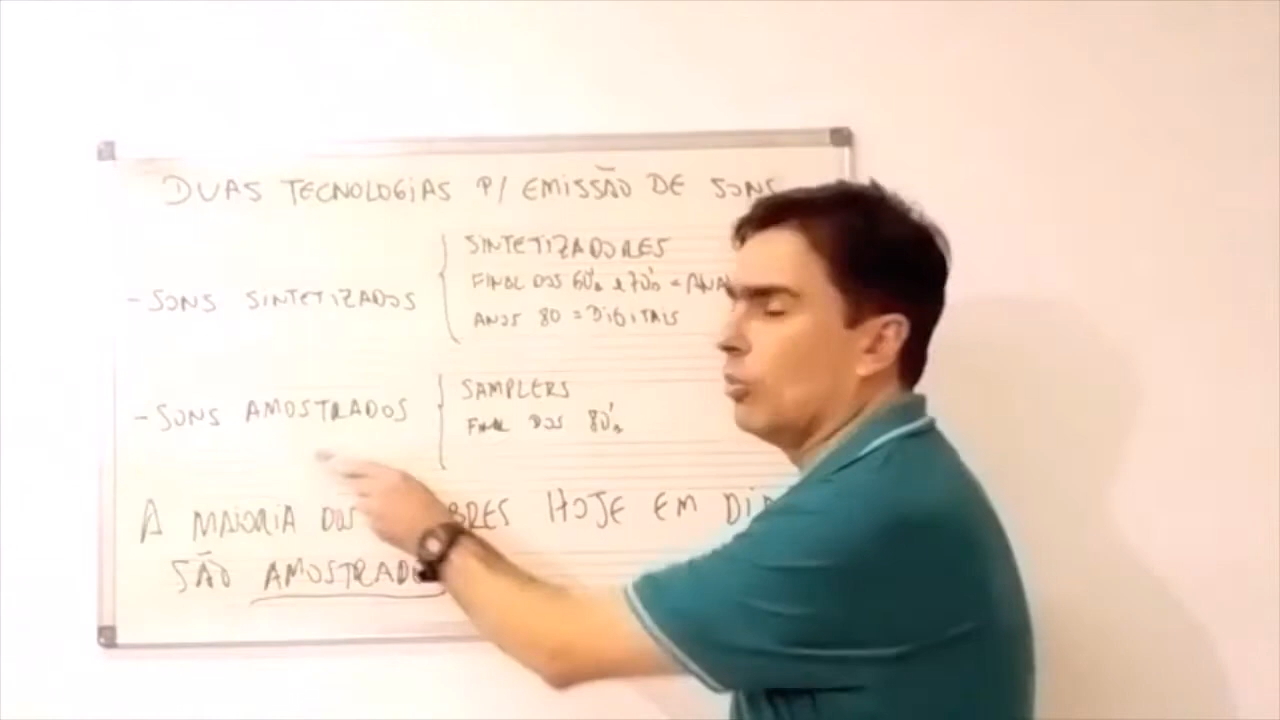 DUAS TECNOLOGIAS P/ EMISSÃO DE SONS
- SONS SINTETIZADOS
SINTETIZADORES
FINAL DOS 60's e 70's = ANA
ANOS 80 = DIGITAIS
- SONS AMOSTRADOS
SAMPLERS
FINAL DOS 80's
A MAIORIA DOS BRES HOJE EM DIA
SÃO AMOSTRADO